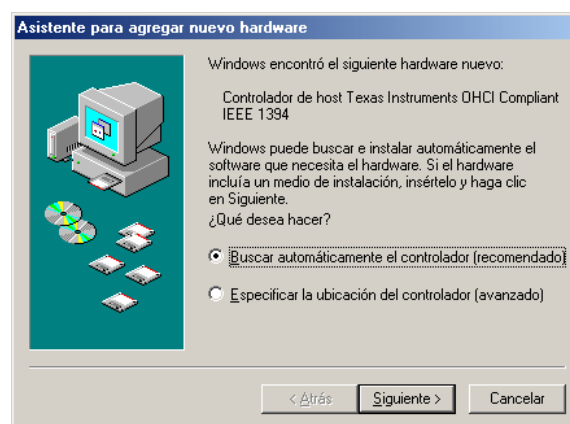 Asistente para agregar nuevo hardware
Windows encontró el siguiente hardware nuevo:
Controlador de host Texas Instruments OHCI Compliant
IEEE 1394
Windows puede buscar e instalar automáticamente el
software que necesita el hardware. Si el hardware
incluía un medio de instalación, insértelo y haga clic
en Siguiente.
¿Qué desea hacer?
Buscar automáticamente el controlador (recomendado)
Especificar la ubicación del controlador (avanzado)
< Atrás Siguiente > Cancelar